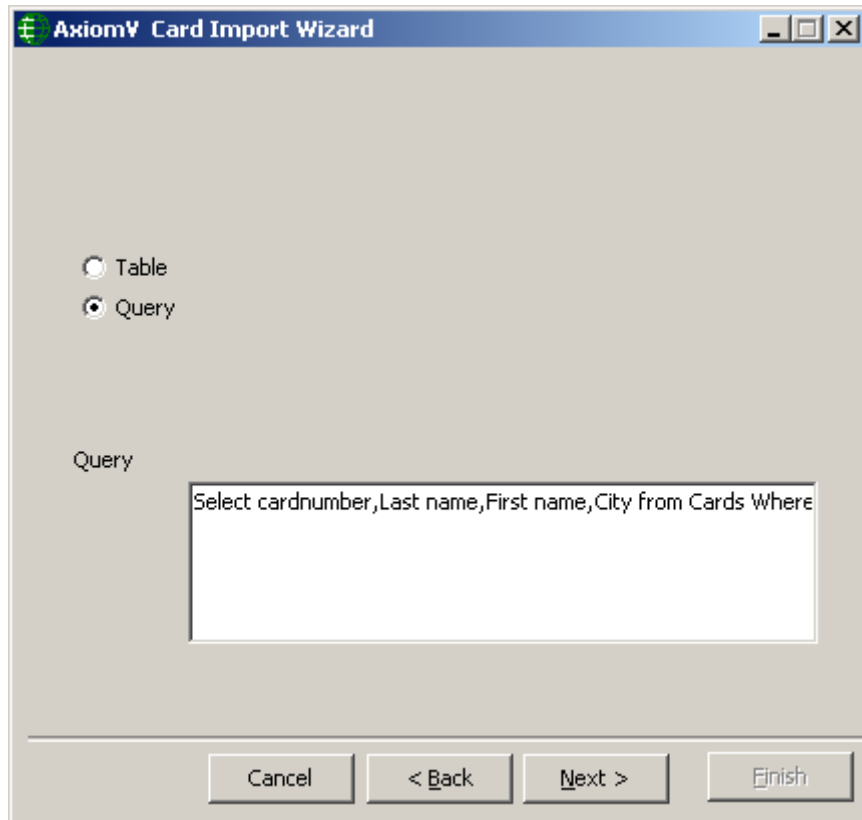 AxiomV Card Import Wizard
Table
Query
Query
Select cardnumber,Last name,First name,City from Cards Where
Cancel
< Back
Next >
Finish